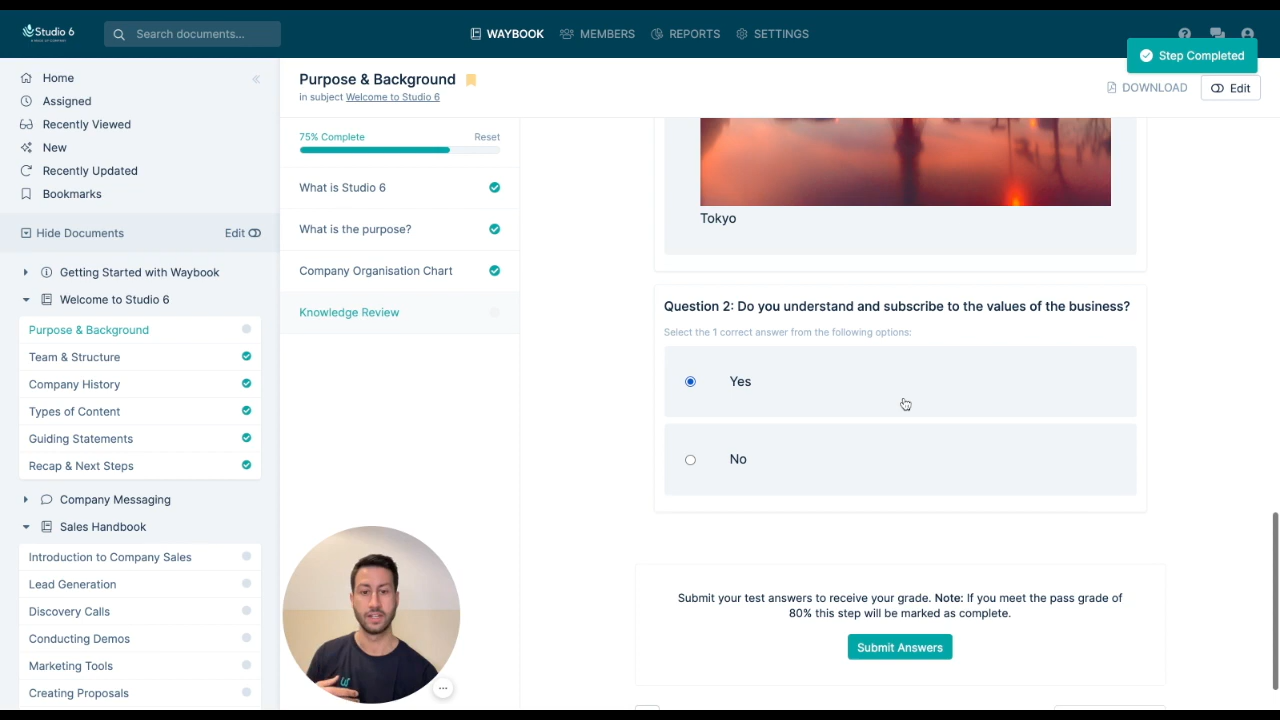 Studio 6
Search documents...
WAYBOOK
MEMBERS
REPORTS
SETTINGS
Step Completed
Home
Assigned
Recently Viewed
New
Recently Updated
Bookmarks
Hide Documents
Edit
Getting Started with Waybook
Welcome to Studio 6
Purpose & Background
Team & Structure
Company History
Types of Content
Guiding Statements
Recap & Next Steps
Company Messaging
Sales Handbook
Introduction to Company Sales
Lead Generation
Discovery Calls
Conducting Demos
Marketing Tools
Creating Proposals
Purpose & Background
in subject Welcome to Studio 6
DOWNLOAD
Edit
75% Complete
Reset
What is Studio 6
What is the purpose?
Company Organisation Chart
Knowledge Review
Tokyo
Question 2: Do you understand and subscribe to the values of the business?
Select the 1 correct answer from the following options:
Yes
No
Submit your test answers to receive your grade. Note: If you meet the pass grade of
80% this step will be marked as complete.
Submit Answers